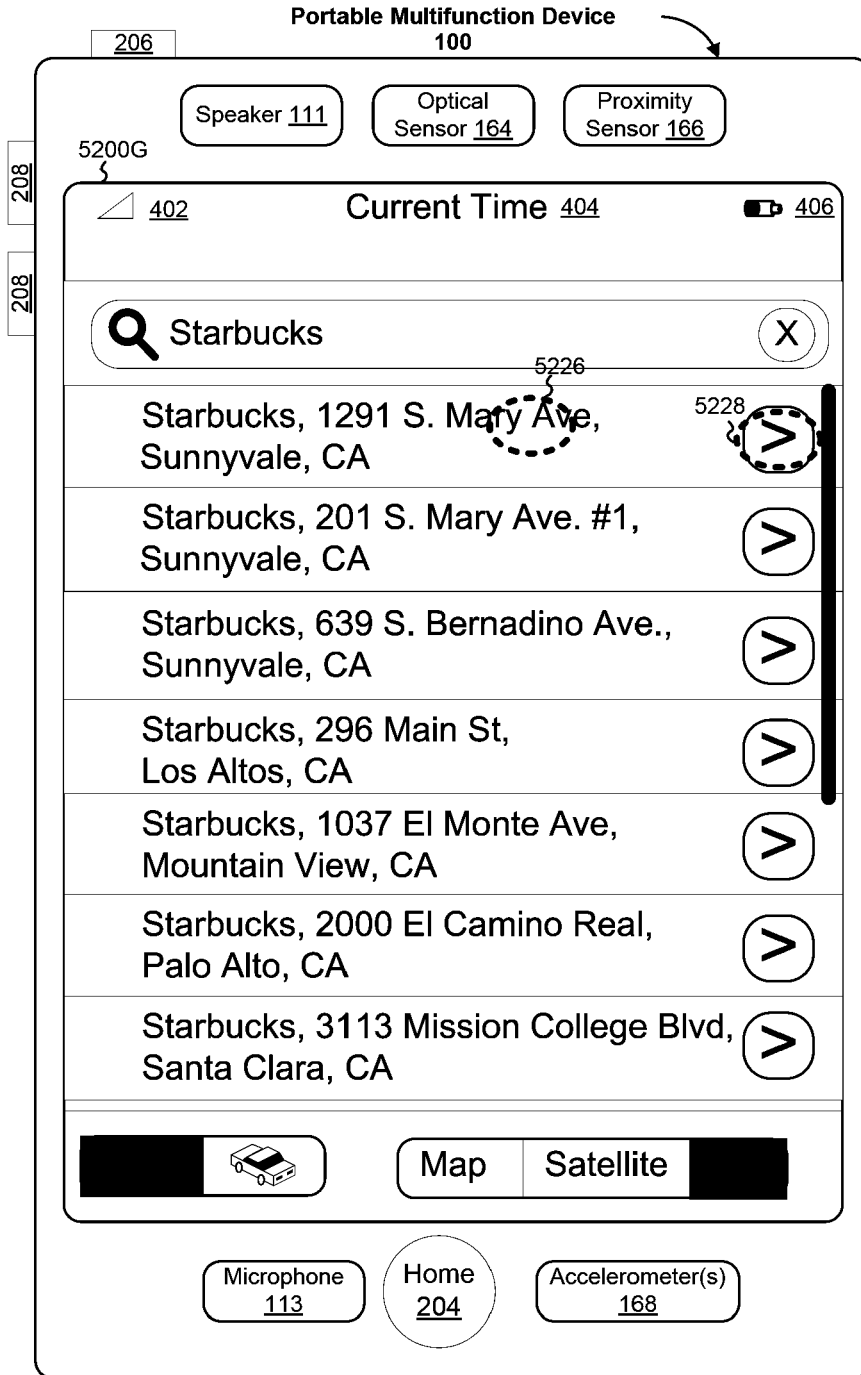 Portable Multifunction Device
100
206
Speaker 111
Optical
Sensor 164
Proximity
Sensor 166
5200G
208
208
402
Current Time 404
406
Starbucks
X
5226
5228
Starbucks, 1291 S. Mary Ave,
Sunnyvale, CA
>
Starbucks, 201 S. Mary Ave. #1,
Sunnyvale, CA
>
Starbucks, 639 S. Bernadino Ave.,
Sunnyvale, CA
>
Starbucks, 296 Main St,
Los Altos, CA
>
Starbucks, 1037 El Monte Ave,
Mountain View, CA
>
Starbucks, 2000 El Camino Real,
Palo Alto, CA
>
Starbucks, 3113 Mission College Blvd,
Santa Clara, CA
>
Map
Satellite
Microphone
113
Home
204
Accelerometer(s)
168